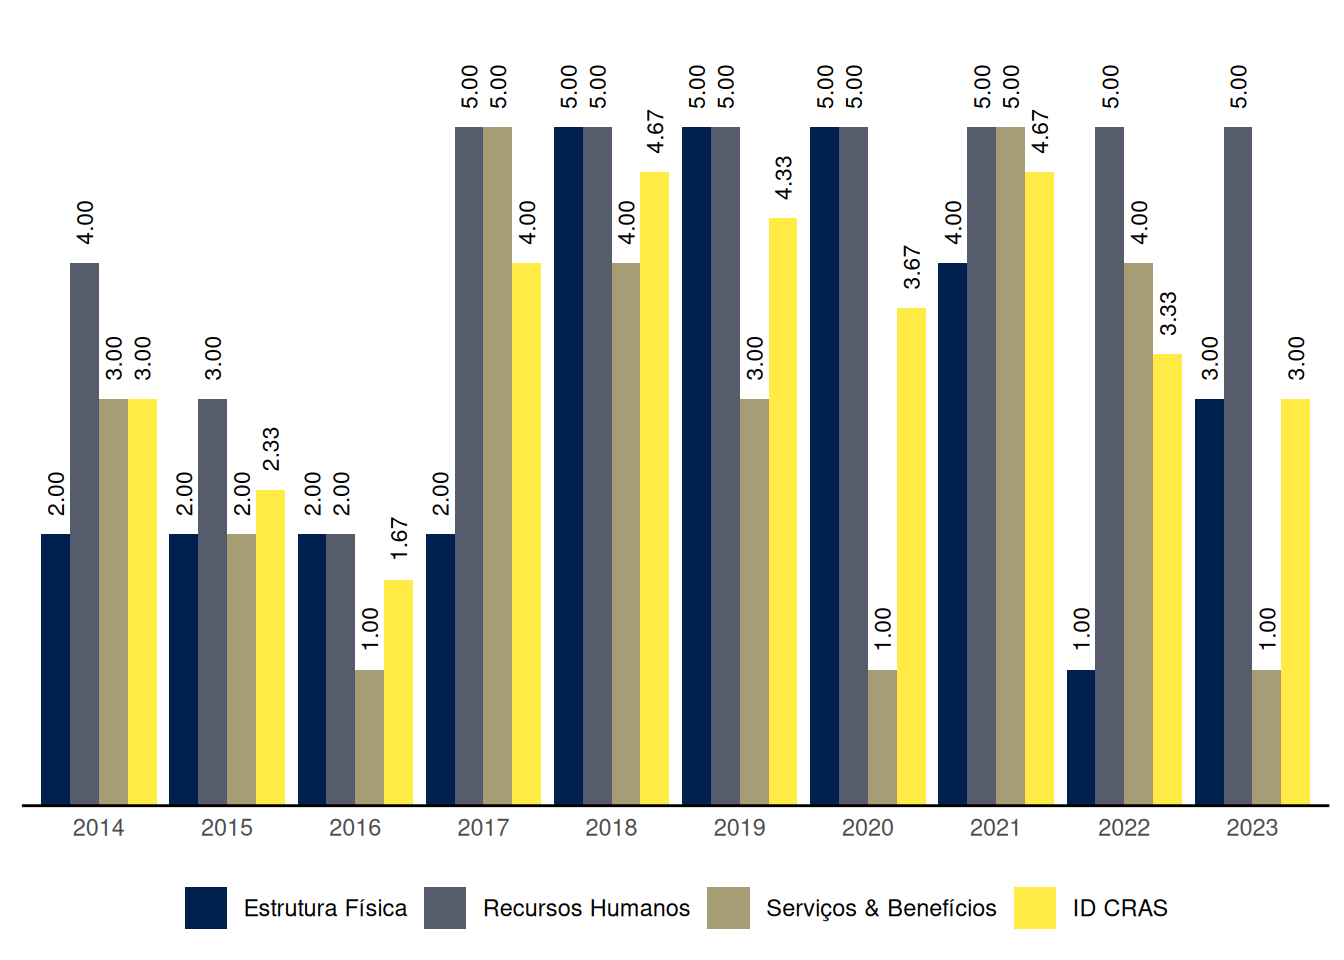 2.00 4.00 3.00 3.00
2.00 3.00 2.00 2.33
2.00 2.00 1.00 1.67
2.00 5.00 5.00 4.00
5.00 5.00 4.00 4.67
5.00 5.00 3.00 4.33
5.00 5.00 1.00 3.67
4.00 5.00 5.00 4.67
1.00 5.00 4.00 3.33
3.00 5.00 1.00 3.00
2014 2015 2016 2017 2018 2019 2020 2021 2022 2023
Estrutura Física Recursos Humanos Serviços & Benefícios ID CRAS